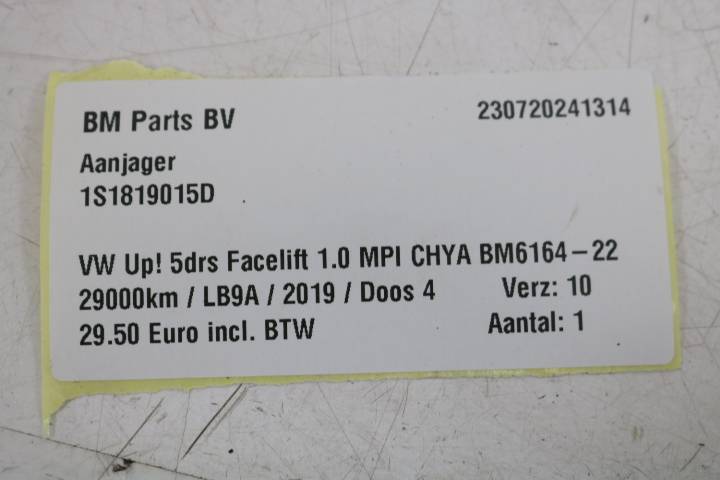 BM Parts BV 230720241314
Aanjager
1S1819015D
VW Up! 5drs Facelift 1.0 MPI CHYA BM6164-22
29000km / LB9A / 2019 / Doos 4 Verz: 10
29.50 Euro incl. BTW Aantal: 1